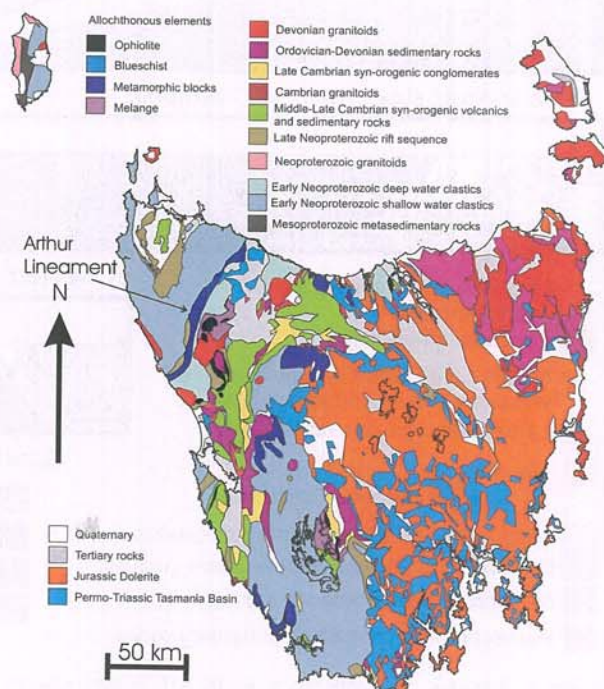 Allochthonous elements
Ophiolite
Blueschist
Metamorphic blocks
Melange
Devonian granitoids
Ordovician-Devonian sedimentary rocks
Late Cambrian syn-orogenic conglomerates
Cambrian granitoids
Middle-Late Cambrian syn-orogenic volcanics
and sedimentary rocks
Late Neoproterozoic rift sequence
Neoproterozoic granitoids
Early Neoproterozoic deep water clastics
Early Neoproterozoic shallow water clastics
Mesoproterozoic metasedimentary rocks
Arthur
Lineament
N
Quaternary
Tertiary rocks
Jurassic Dolerite
Permo-Triassic Tasmania Basin
50 km